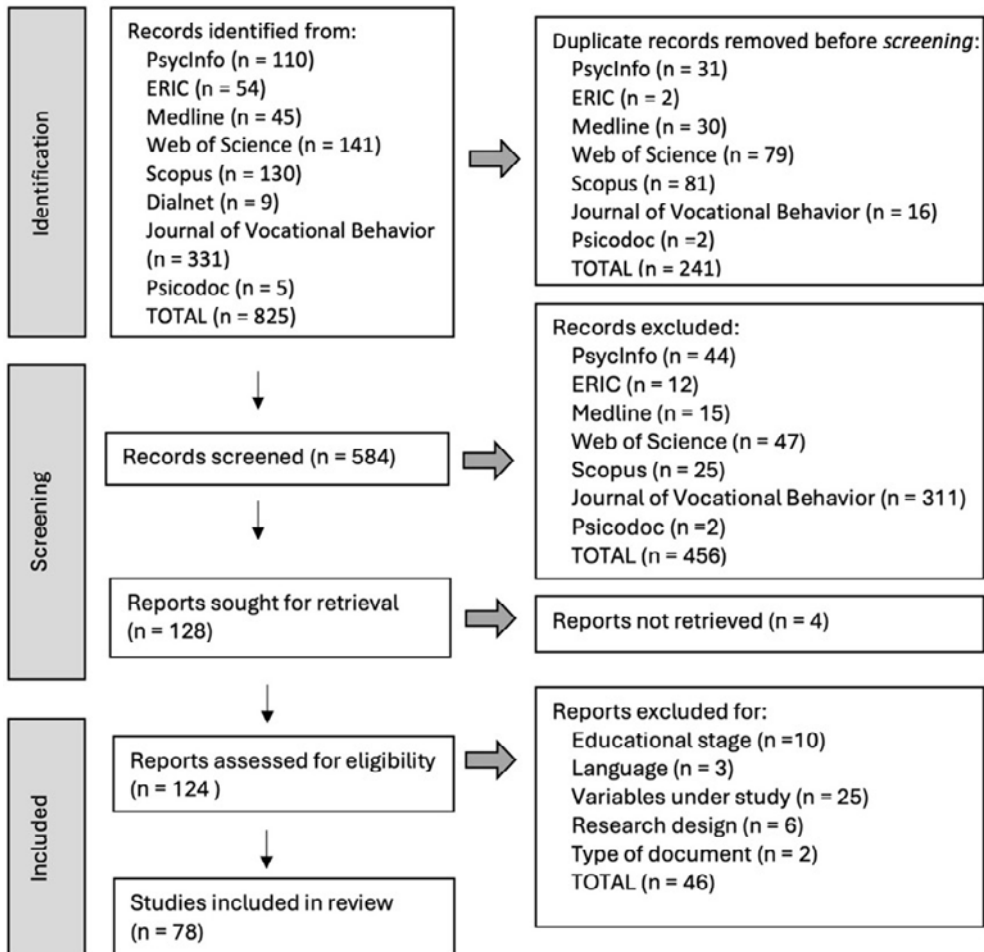 Identification
Records identified from:
PsycInfo (n = 110)
ERIC (n = 54)
Medline (n = 45)
Web of Science (n = 141)
Scopus (n = 130)
Dialnet (n = 9)
Journal of Vocational Behavior
(n = 331)
Psicodoc (n = 5)
TOTAL (n = 825)
Duplicate records removed before screening:
PsycInfo (n = 31)
ERIC (n = 2)
Medline (n = 30)
Web of Science (n = 79)
Scopus (n = 81)
Journal of Vocational Behavior (n = 16)
Psicodoc (n =2)
TOTAL (n = 241)
Screening
Records screened (n = 584)
Records excluded:
PsycInfo (n = 44)
ERIC (n = 12)
Medline (n = 15)
Web of Science (n = 47)
Scopus (n = 25)
Journal of Vocational Behavior (n = 311)
Psicodoc (n =2)
TOTAL (n = 456)
Reports sought for retrieval
(n = 128)
Reports not retrieved (n = 4)
Included
Reports assessed for eligibility
(n = 124 )
Reports excluded for:
Educational stage (n =10)
Language (n = 3)
Variables under study (n = 25)
Research design (n = 6)
Type of document (n = 2)
TOTAL (n = 46)
Studies included in review
(n = 78)